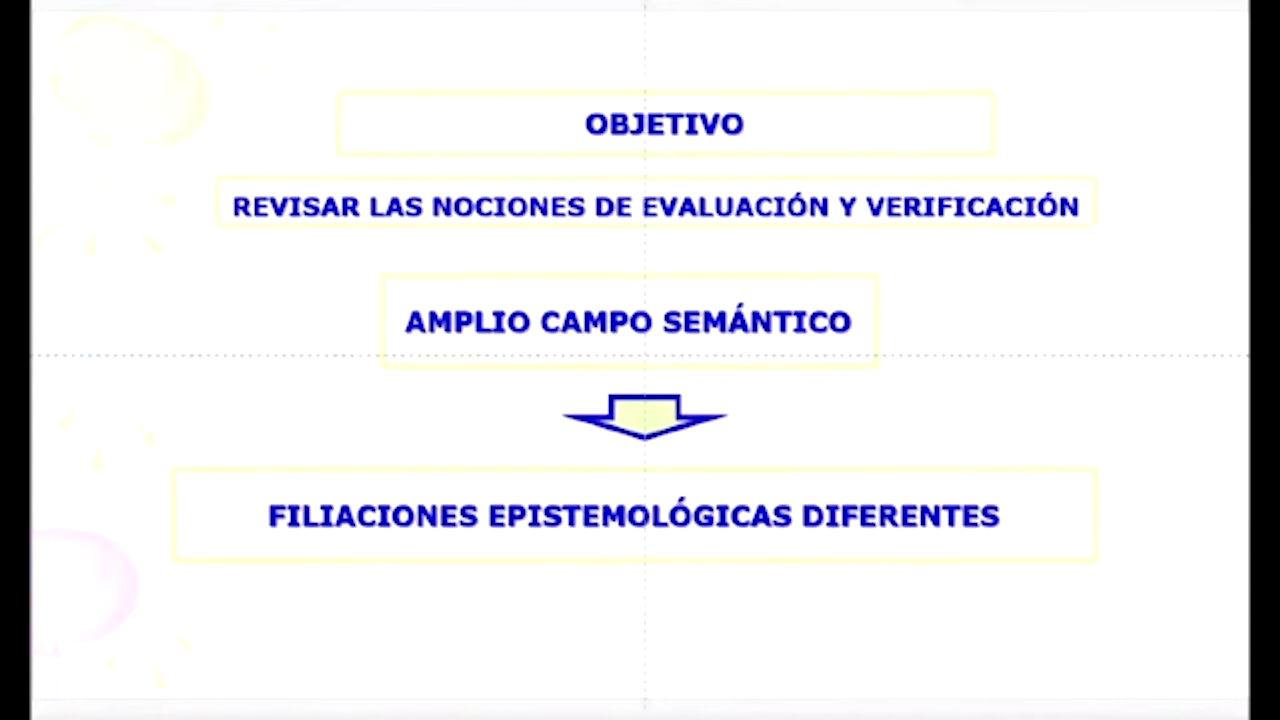 OBJETIVO
REVISAR LAS NOCIONES DE EVALUACIÓN Y VERIFICACIÓN
AMPLIO CAMPO SEMÁNTICO
FILIACIONES EPISTEMOLÓGICAS DIFERENTES